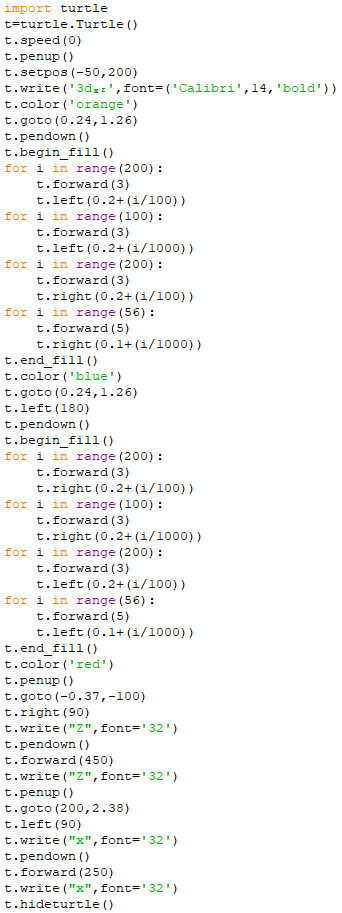 import turtle
t=turtle.Turtle()
t.speed(0)
t.penup()
t.setpos(-50,200)
t.write('3dₓ𝓏²',font=('Calibri',14,'bold'))
t.color('orange')
t.goto(0.24,1.26)
t.pendown()
t.begin_fill()
for i in range(200):
    t.forward(3)
    t.left(0.2+(i/100))
for i in range(100):
    t.forward(3)
    t.left(0.2+(i/1000))
for i in range(200):
    t.forward(3)
    t.right(0.2+(i/100))
for i in range(56):
    t.forward(5)
    t.right(0.1+(i/1000))
t.end_fill()
t.color('blue')
t.goto(0.24,1.26)
t.left(180)
t.pendown()
t.begin_fill()
for i in range(200):
    t.forward(3)
    t.right(0.2+(i/100))
for i in range(100):
    t.forward(3)
    t.right(0.2+(i/1000))
for i in range(200):
    t.forward(3)
    t.left(0.2+(i/100))
for i in range(56):
    t.forward(5)
    t.left(0.1+(i/1000))
t.end_fill()
t.color('red')
t.penup()
t.goto(-0.37,-100)
t.right(90)
t.write("Z",font='32')
t.pendown()
t.forward(450)
t.write("Z",font='32')
t.penup()
t.goto(200,2.38)
t.left(90)
t.write("x",font='32')
t.pendown()
t.forward(250)
t.write("x",font='32')
t.hideturtle()